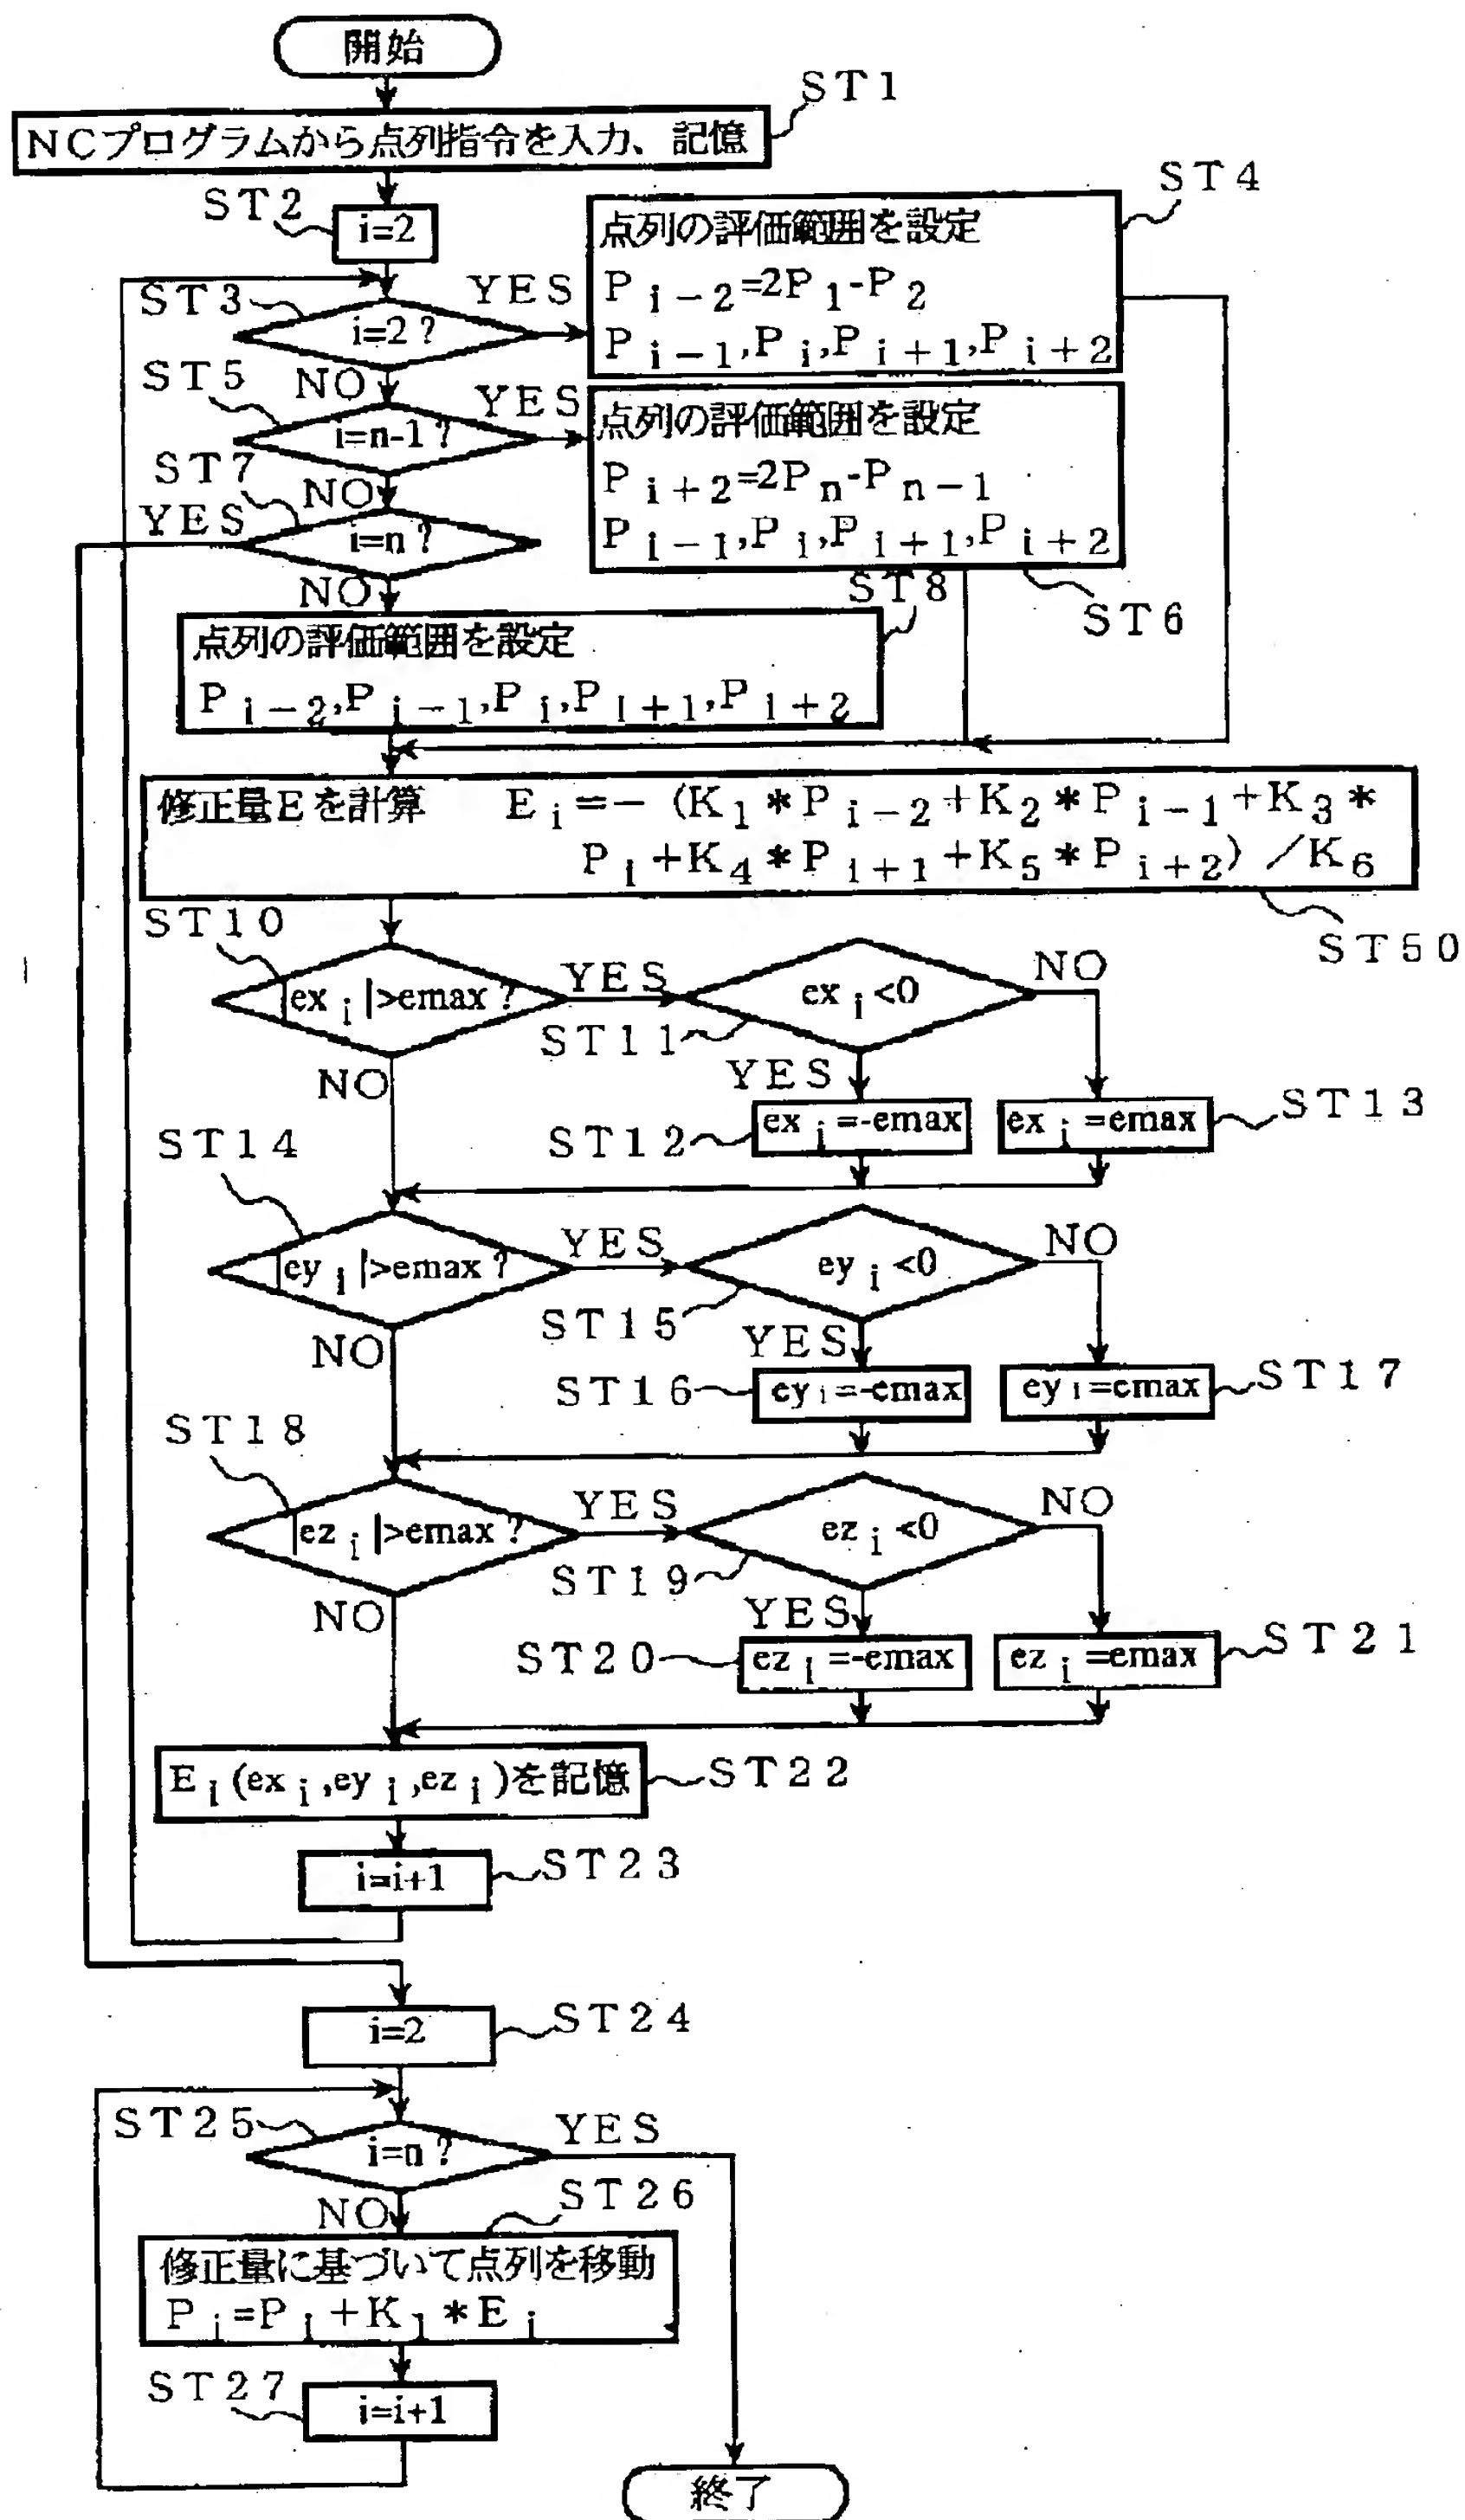 開始
ST1
NCプログラムから点列指令を入力、記憶
ST2
i=2
ST4
点列の評価範囲を設定
P i-2=2P1-P2
P i-1,P i,P i+1,P i+2
ST3
i=2?
YES
NO
ST5
i=n-1?
YES
NO
点列の評価範囲を設定
P i+2=2Pn-Pn-1
P i-1,P i,P i+1,P i+2
ST6
ST7
YES
i=n?
NO
ST8
点列の評価範囲を設定
P i-2,P i-1,P i,P i+1,P i+2
修正量Eを計算 E i=-(K1*P i-2+K2*P i-1+K3*
P i+K4*P i+1+K5*P i+2)/K6
ST50
ST10
|ex i|>emax?
YES
NO
ST11
ex i<0
NO
YES
ST12
ex i=-emax
ex i=emax
ST13
ST14
|ey i|>emax?
YES
NO
ST15
ey i<0
NO
YES
ST16
ey i=-emax
ey i=emax
ST17
ST18
|ez i|>emax?
YES
NO
ST19
ez i<0
NO
YES
ST20
ez i=-emax
ez i=emax
ST21
E i(ex i,ey i,ez i)を記憶
ST22
i=i+1
ST23
i=2
ST24
ST25
i=n?
YES
NO
ST26
修正量に基づいて点列を移動
P i=P i+K i*E i
ST27
i=i+1
終了